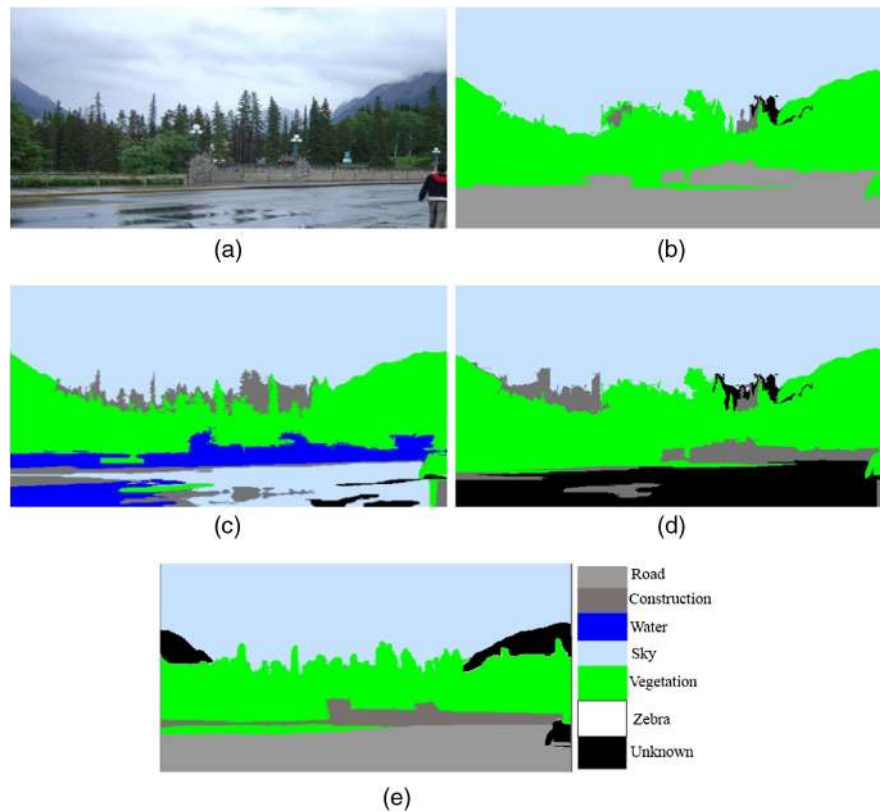 (a)
(b)
(c)
(d)
Road
Construction
Water
Sky
Vegetation
Zebra
Unknown
(e)